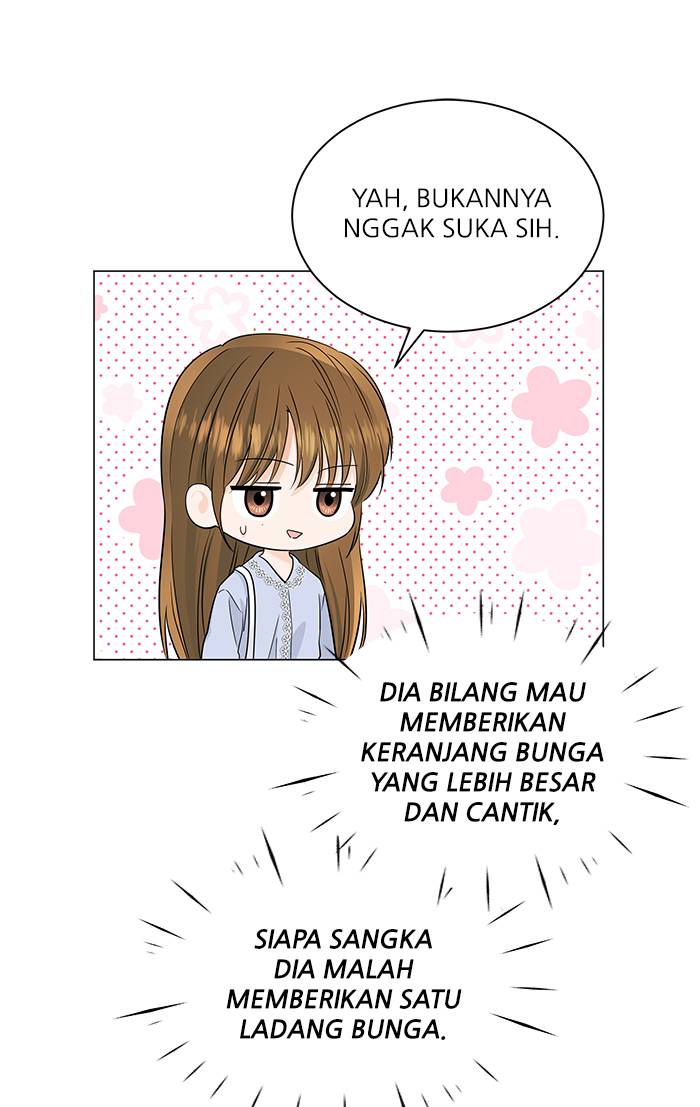 YAH, BUKANNYA
NGGAK SUKA SIH.
DIA BILANG MAU
MEMBERIKAN
KERANJANG BUNGA
YANG LEBIH BESAR
DAN CANTIK,
SIAPA SANGKA
DIA MALAH
MEMBERIKAN SATU
LADANG BUNGA.